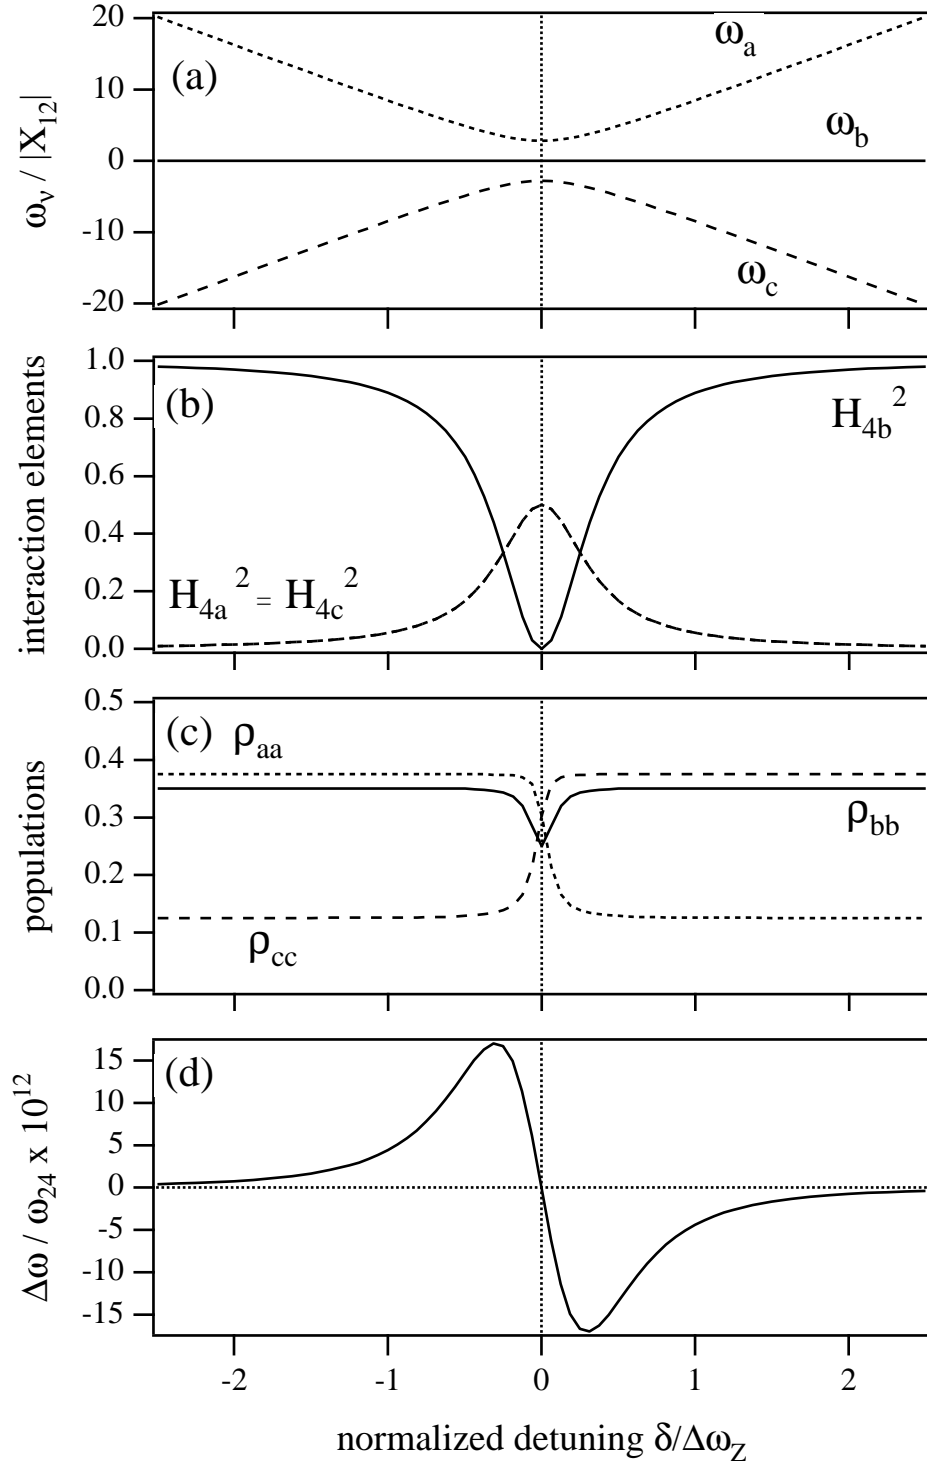 20
10
0
-10
-20
ω_ν / |X_12|
(a)
ω_a
ω_b
ω_c
1.0
0.8
0.6
0.4
0.2
0.0
interaction elements
(b)
H_4b^2
H_4a^2 = H_4c^2
0.5
0.4
0.3
0.2
0.1
0.0
populations
(c) ρ_aa
ρ_bb
ρ_cc
15
10
5
0
-5
-10
-15
Δω / ω_24 x 10^12
(d)
-2 -1 0 1 2
normalized detuning δ/Δω_Z